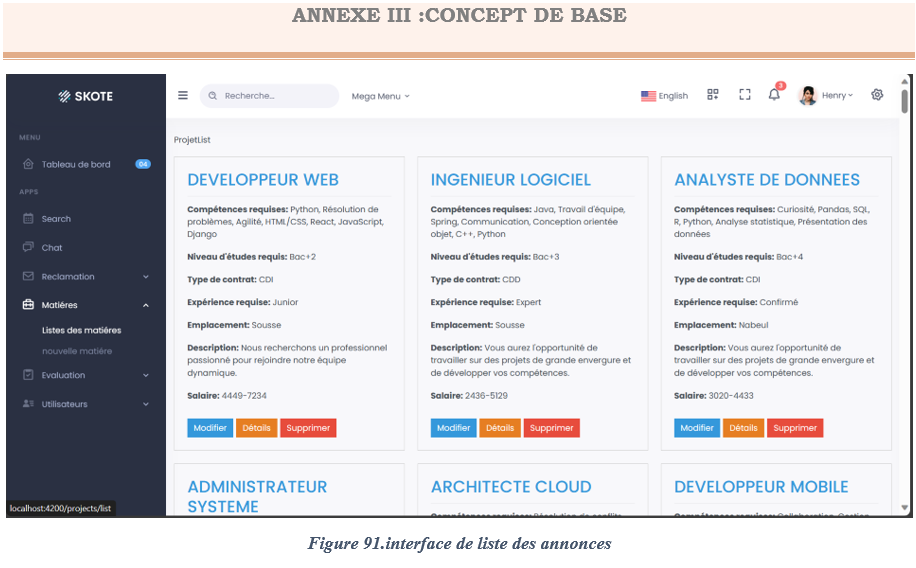 ANNEXE III :CONCEPT DE BASE
SKOTE
Recherche...
Mega Menu
English
3
Henry
MENU
Tableau de bord
04
APPS
Search
Chat
Reclamation
Matiéres
Listes des matiéres
nouvelle matiére
Evaluation
Utilisateurs
localhost:4200/projects/list
ProjetList
DEVELOPPEUR WEB
Compétences requises: Python, Résolution de
problèmes, Agilité, HTML/CSS, React, JavaScript,
Django
Niveau d'études requis: Bac+2
Type de contrat: CDI
Expérience requise: Junior
Emplacement: Sousse
Description: Nous recherchons un professionnel
passionné pour rejoindre notre équipe
dynamique.
Salaire: 4449-7234
Modifier Détails Supprimer
INGENIEUR LOGICIEL
Compétences requises: Java, Travail d'équipe,
Spring, Communication, Conception orientée
objet, C++, Python
Niveau d'études requis: Bac+3
Type de contrat: CDD
Expérience requise: Expert
Emplacement: Sousse
Description: Vous aurez l'opportunité de
travailler sur des projets de grande envergure et
de développer vos compétences.
Salaire: 2436-5129
Modifier Détails Supprimer
ANALYSTE DE DONNEES
Compétences requises: Curiosité, Pandas, SQL,
R, Python, Analyse statistique, Présentation des
données
Niveau d'études requis: Bac+4
Type de contrat: CDI
Expérience requise: Confirmé
Emplacement: Nabeul
Description: Vous aurez l'opportunité de
travailler sur des projets de grande envergure et
de développer vos compétences.
Salaire: 3020-4433
Modifier Détails Supprimer
ADMINISTRATEUR
SYSTEME
ARCHITECTE CLOUD
DEVELOPPEUR MOBILE
Figure 91.interface de liste des annonces